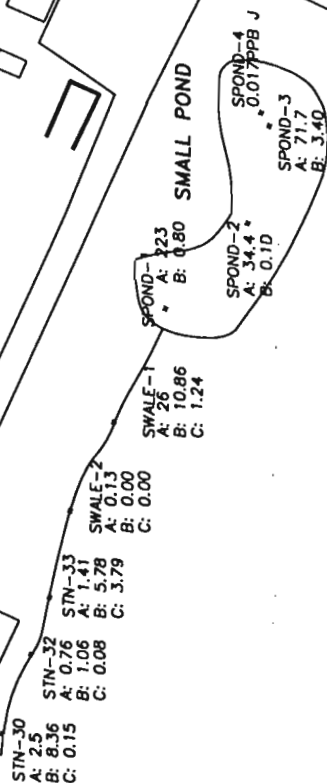 STN-30
A: 2.5
B: 8.36
C: 0.15
STN-32
A: 0.76
B: 1.06
C: 0.08
STN-33
A: 1.41
B: 5.78
C: 3.79
SWALE-2
A: 0.13
B: 0.00
C: 0.00
SWALE-1
A: 26
B: 10.86
C: 1.24
SPOND-
A: 223
B: 0.80
SMALL POND
SPOND-2
A: 34.4
B: 0.1D
SPOND-4
0.017PPB J
SPOND-3
A: 71.7
B: 3.40